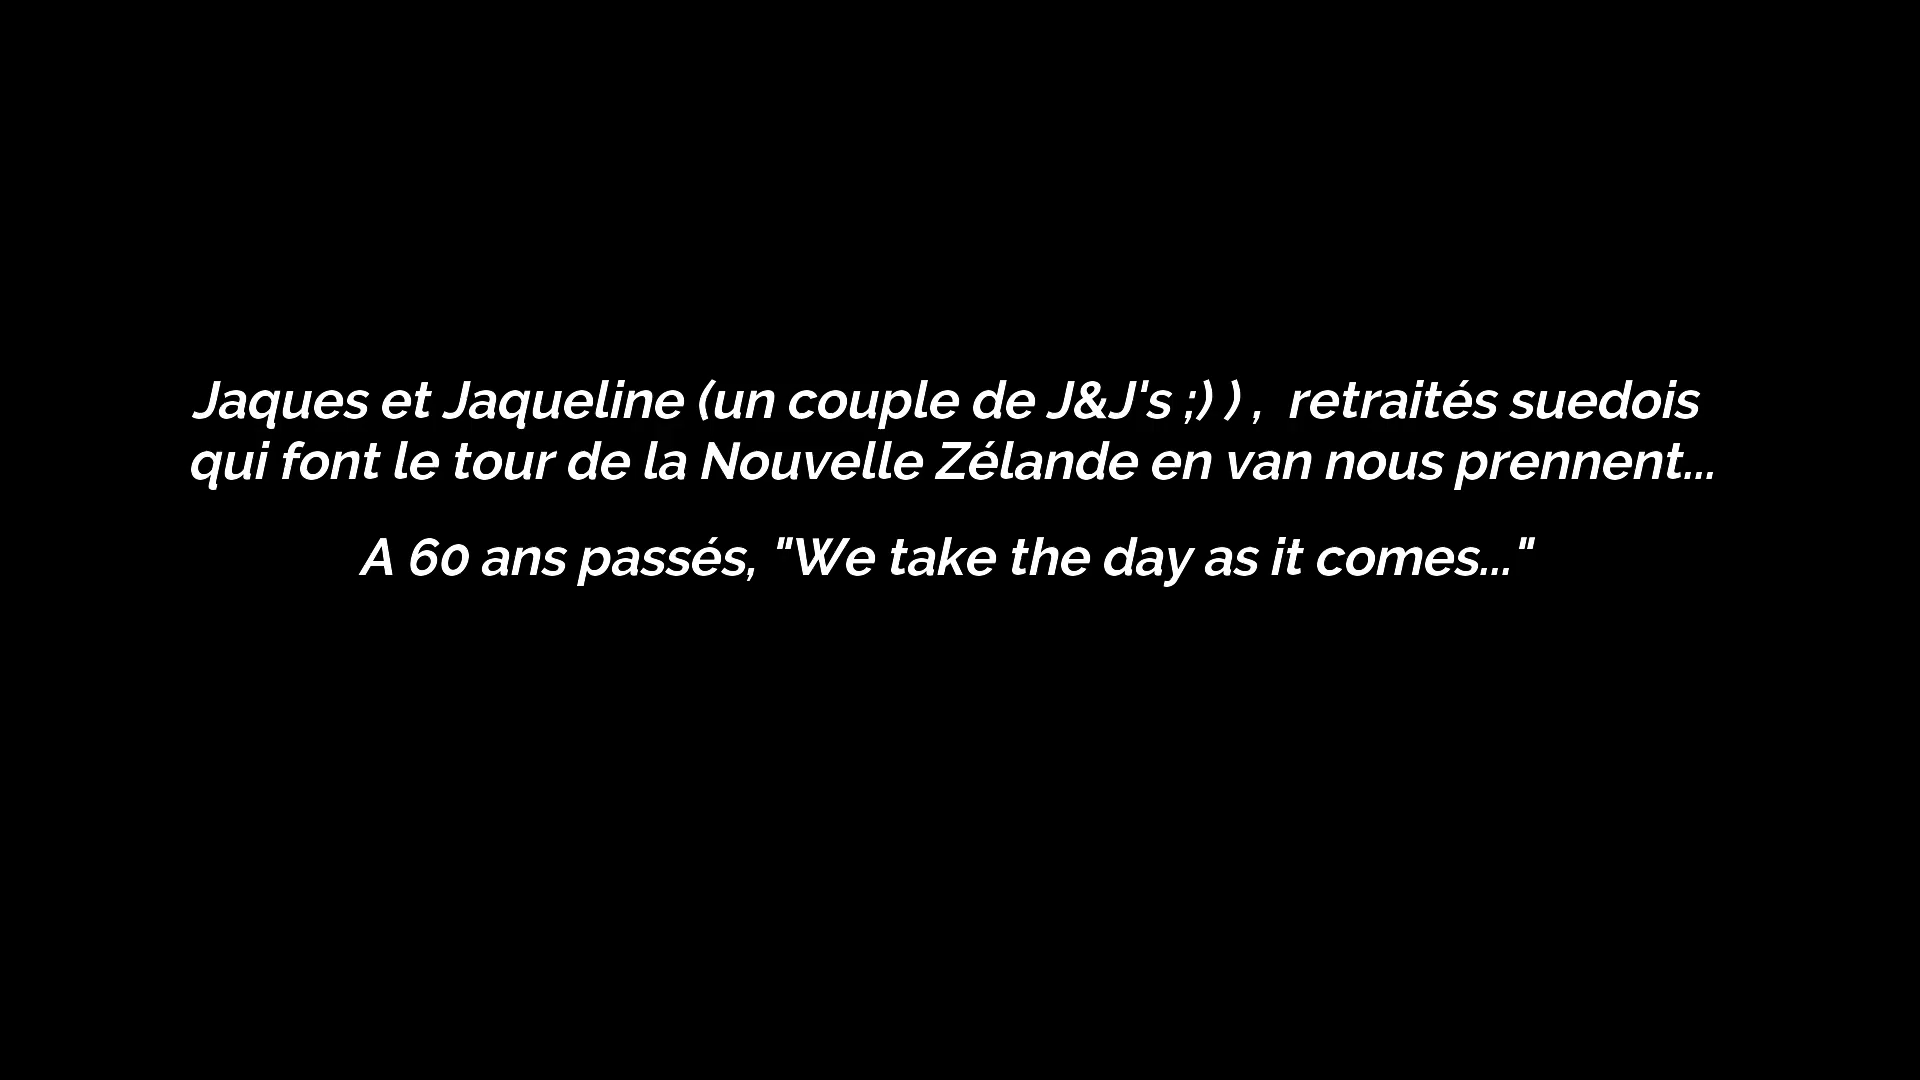 Jaques et Jaqueline (un couple de J&J's ;) ) ,  retraités suedois
qui font le tour de la Nouvelle Zélande en van nous prennent...
A 60 ans passés, "We take the day as it comes..."